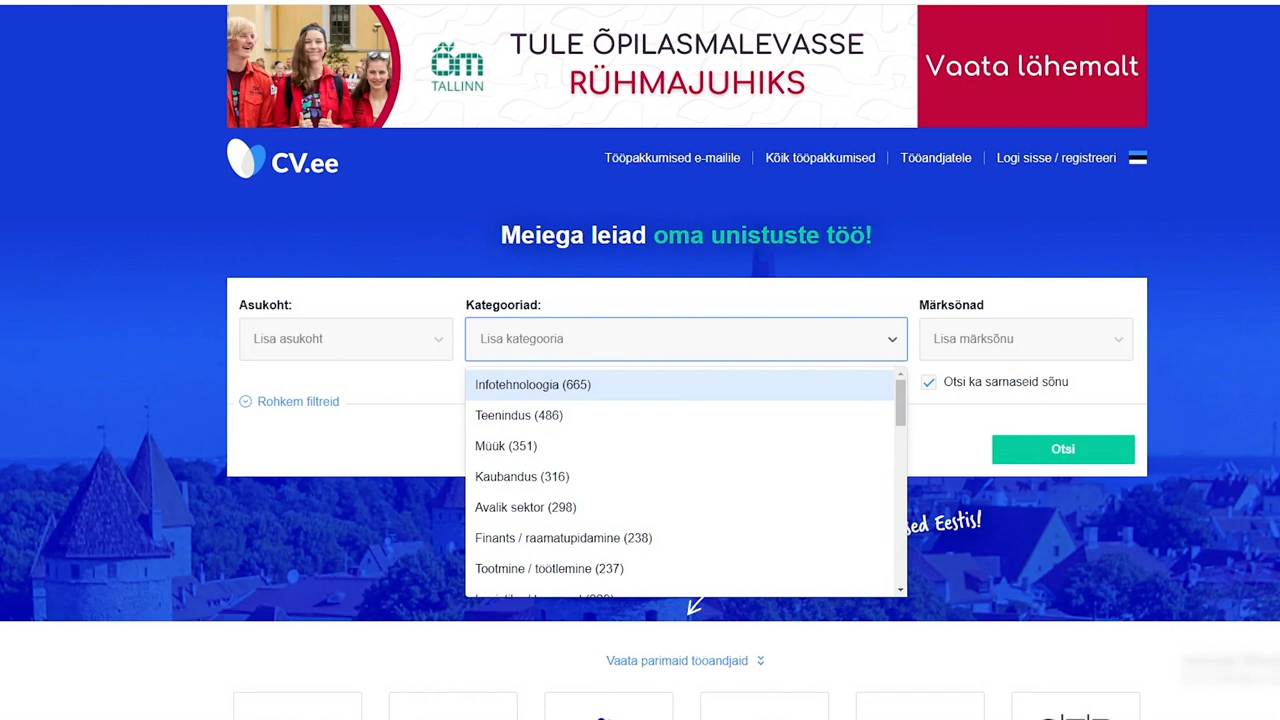 õm
TALLINN
TULE ÕPILASMALEVASSE
RÜHMAJUHIKS
Vaata lähemalt
CV.ee
Tööpakkumised e-mailile
Kõik tööpakkumised
Tööandjatele
Logi sisse / registreeri
Meiega leiad oma unistuste töö!
Asukoht:
Kategooriad:
Märksõnad
Lisa asukoht
Lisa kategooria
Lisa märksõnu
Otsi ka sarnaseid sõnu
Rohkem filtreid
Infotehnoloogia (665)
Teenindus (486)
Müük (351)
Kaubandus (316)
Avalik sektor (298)
Finants / raamatupidamine (238)
Tootmine / töötlemine (237)
Otsi
Eestis!
Vaata parimaid tööandjaid